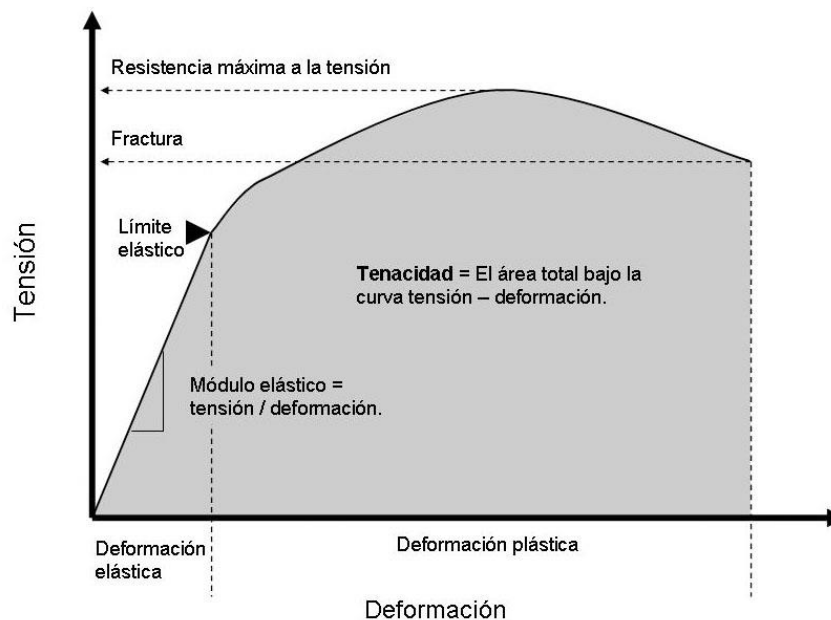 Resistencia máxima a la tensión
Fractura
Límite
elástico
Tensión
Tenacidad = El área total bajo la
curva tensión – deformación.
Módulo elástico =
tensión / deformación.
Deformación
elástica
Deformación plástica
Deformación